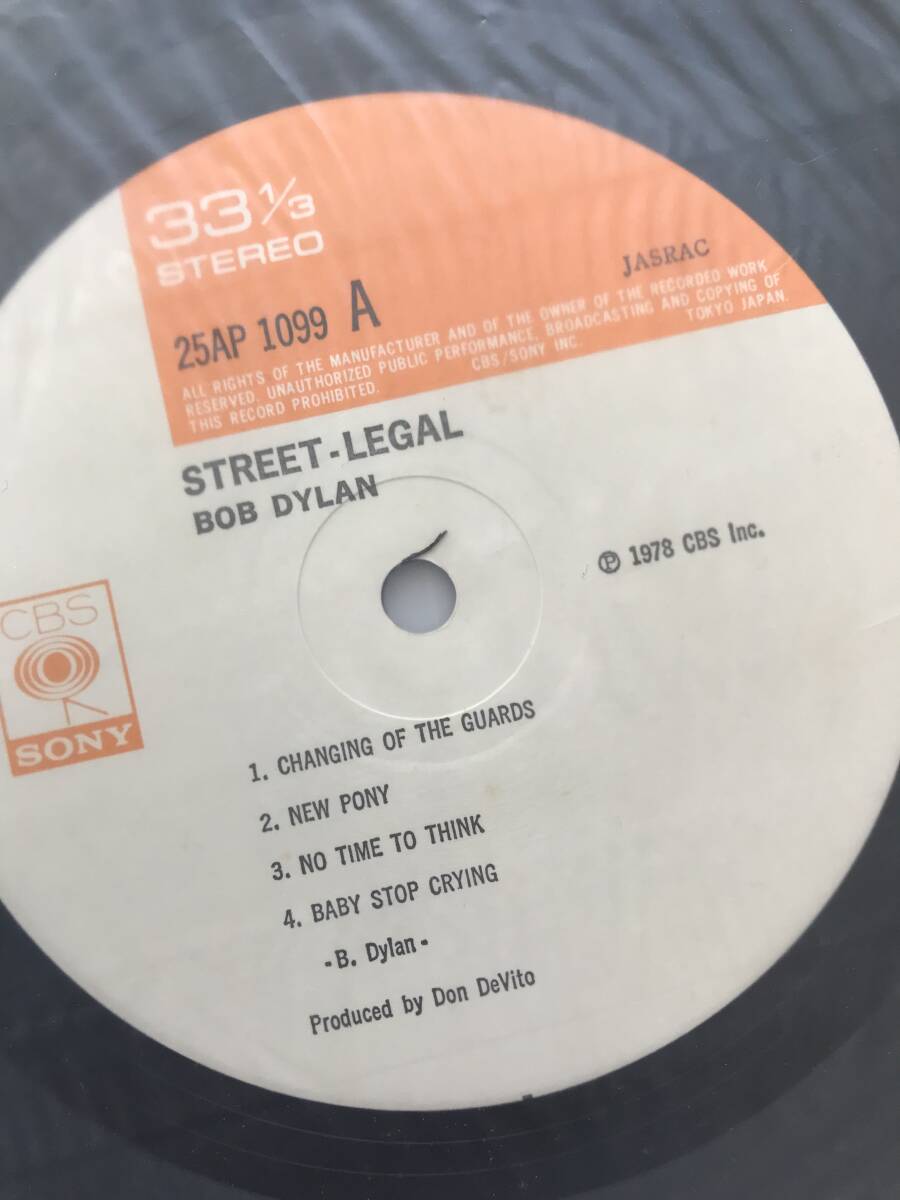 33 1/3
STEREO
25AP 1099 A
JASRAC
ALL RIGHTS OF THE MANUFACTURER AND OF THE OWNER OF THE RECORDED WORK
RESERVED. UNAUTHORIZED PUBLIC PERFORMANCE, BROADCASTING AND COPYING OF
THIS RECORD PROHIBITED. CBS/SONY INC. TOKYO JAPAN.
STREET-LEGAL
BOB DYLAN
℗ 1978 CBS Inc.
CBS
SONY
1. CHANGING OF THE GUARDS
2. NEW PONY
3. NO TIME TO THINK
4. BABY STOP CRYING
-B. Dylan-
Produced by Don DeVito